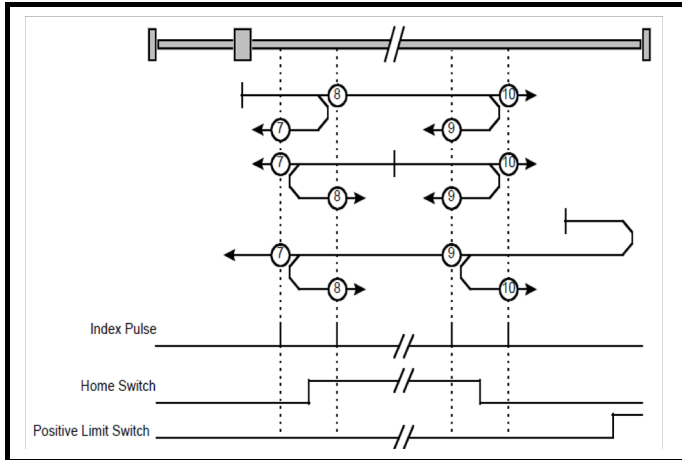 8 10
7 9
7 10
8 9
7 9
8 10
Index Pulse
Home Switch
Positive Limit Switch